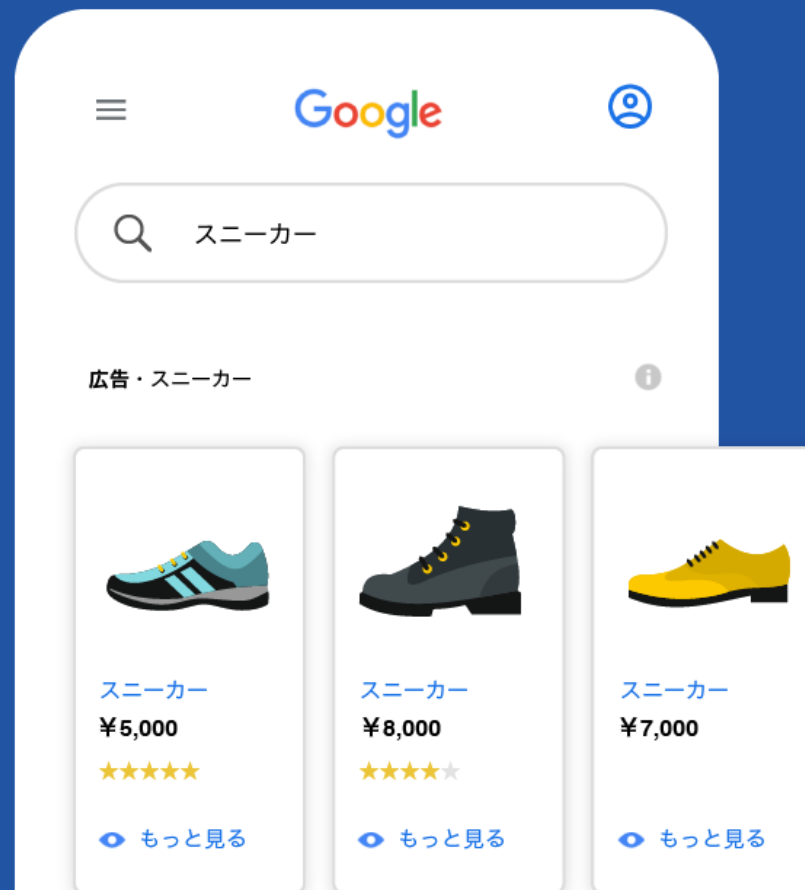 Google
スニーカー
広告・スニーカー
スニーカー
¥5,000
もっと見る
スニーカー
¥8,000
もっと見る
スニーカー
¥7,000
もっと見る